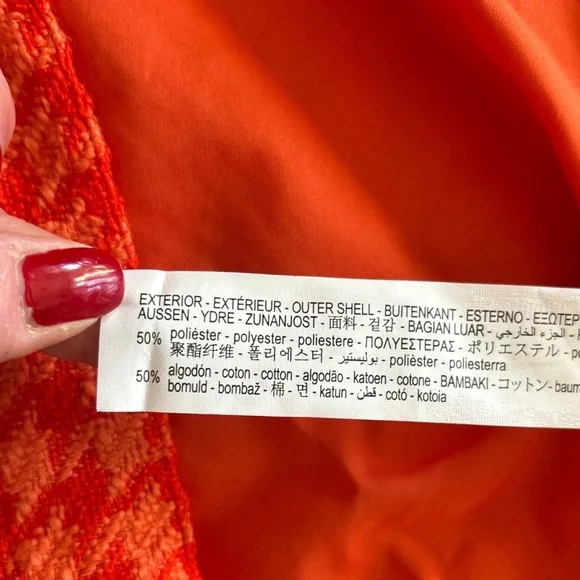 EXTERIOR - EXTÉRIEUR - OUTER SHELL - BUITENKANT - ESTERNO - ΕΞΩΤΕΡ
AUSSEN - YDRE - ZUNANJOST - 面料 - 겉감 - BAGIAN LUAR - الجزء الخارجي -
50% poliéster - polyester - poliestere - ΠΟΛΥΕΣΤΕΡΑΣ - ポリエステル - po
聚酯纤维 - 폴리에스터 - بوليستير - polièster - poliesterra
50% algodón - coton - cotton - algodão - katoen - cotone - BAMBAKI - コットン - baum
bomuld - bombaž - 棉 - 면 - katun - قطن - cotó - kotoia